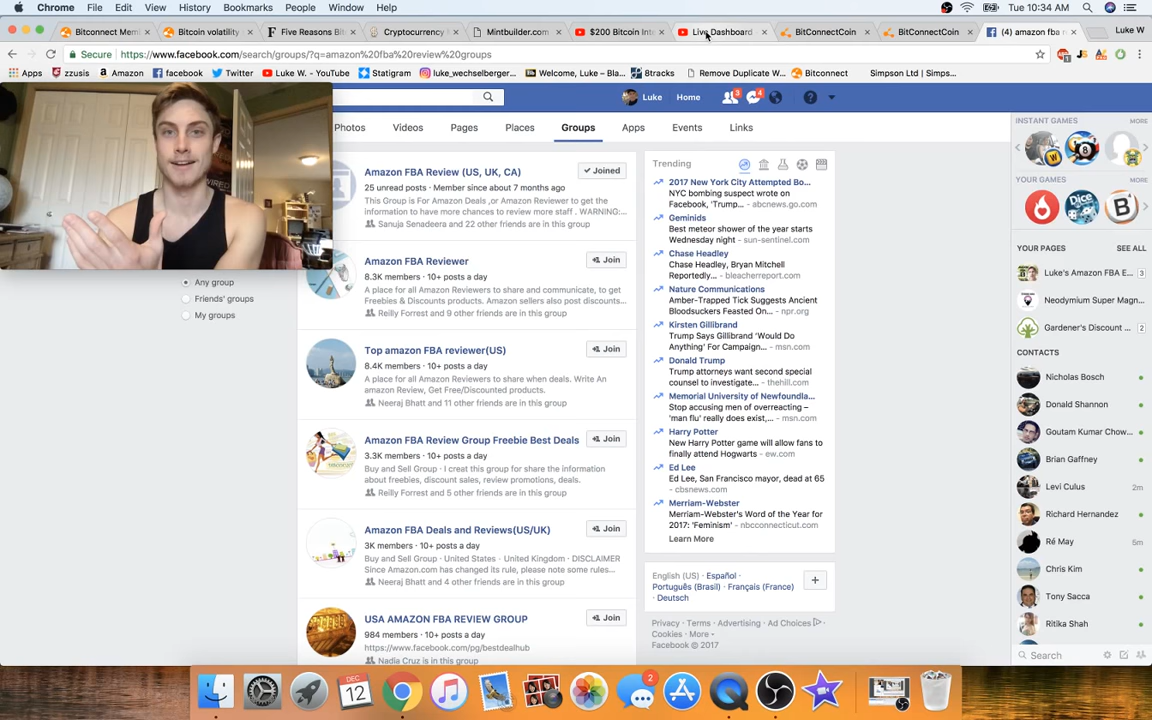 Chrome File Edit View History Bookmarks People Window Help
Tue 10:34 AM Luke Wechselberger
Bitconnect Mem
Bitcoin volatility
Five Reasons Bit
Cryptocurrency
Mintbuilder.com
$200 Bitcoin Inte
Live Dashboard
BitConnectCoin
BitConnectCoin
(4) amazon fba r
Luke W
Secure https://www.facebook.com/search/groups/?q=amazon%20fba%20review%20groups
Apps zzusis Amazon facebook Twitter Luke W. - YouTube Statigram luke_wechselberger... Welcome, Luke – Bla... 8tracks Remove Duplicate W... Bitconnect Simpson Ltd | Simps...
Luke Home 3 4
Photos Videos Pages Places Groups Apps Events Links
Any group
Friends' groups
My groups
Amazon FBA Review (US, UK, CA)
Joined
25 unread posts · Member since about 7 months ago
This Group is For Amazon Deals ,or Amazon FBA Review, in order
to have more chances to review more staff . WARNING:...
Sanuja Senadeera and 22 other friends are in this group
Amazon FBA Reviewer
Join
8.3K members · 10+ posts a day
A place for all Amazon Reviewers to share and communicate, to get
Freebies & Discounts products. Amazon sellers also post discounts...
Reilly Forrest and 9 other friends are in this group
Top amazon FBA reviewer(US)
Join
8.4K members · 10+ posts a day
A place for all Amazon Reviewers to share when deals. Write An
amazon Review, Get Free/Discounted products.
Neeraj Bhatt and 11 other friends are in this group
Amazon FBA Review Group Freebie Best Deals
Join
3.3K members · 10+ posts a day
Buy and Sell Group · I creat this group for share the information
about freebies, discount sales, review promotions, deals.
Reilly Forrest and 5 other friends are in this group
Amazon FBA Deals and Reviews(US/UK)
Join
3K members · 10+ posts a day
Buy and Sell Group · United States · United Kingdom · DISCLAIMER
Since Amazon.com has changed its rule, please note some rules...
Neeraj Bhatt and 4 other friends are in this group
USA AMAZON FBA REVIEW GROUP
Join
984 members · 10+ posts a day
https://www.facebook.com/pg/bestdealhub
Nadia Cruz is in this group
Trending
2017 New York City Attempted Bo...
NYC bombing suspect wrote on
Facebook, 'Trump... - abcnews.go.com
Geminids
Best meteor shower of the year starts
Wednesday night - sun-sentinel.com
Chase Headley
Chase Headley, Bryan Mitchell
Reportedly... - bleacherreport.com
Nature Communications
Amber-Trapped Tick Suggests Ancient
Bloodsuckers Feasted On... - npr.org
Kirsten Gillibrand
Trump Says Gillibrand 'Would Do
Anything' For Campaign... - msn.com
Donald Trump
Trump attorneys want second special
counsel to investigate... - thehill.com
Memorial University of Newfoundla...
Stop accusing men of overreacting –
'man flu' really does exist,... - msn.com
Harry Potter
New Harry Potter game will allow fans to
finally attend Hogwarts - ew.com
Ed Lee
Ed Lee, San Francisco mayor, dead at 65
- cbsnews.com
Merriam-Webster
Merriam-Webster's Word of the Year for
2017: 'Feminism' - nbcconnecticut.com
Learn More
English (US) · Español ·
Português (Brasil) · Français (France)
· Deutsch
Privacy · Terms · Advertising · Ad Choices ·
Cookies · More
Facebook © 2017
INSTANT GAMES MORE
YOUR GAMES MORE
YOUR PAGES SEE ALL
Luke's Amazon FBA E... 3
Neodymium Super Magn...
Gardener's Discount ... 2
CONTACTS
Nicholas Bosch
Donald Shannon
Goutam Kumar Chow...
Brian Gaffney
Levi Culus 2m
Richard Hernandez
Ré May 5m
Chris Kim
Tony Sacca
Ritika Shah
Search
DEC
12
2